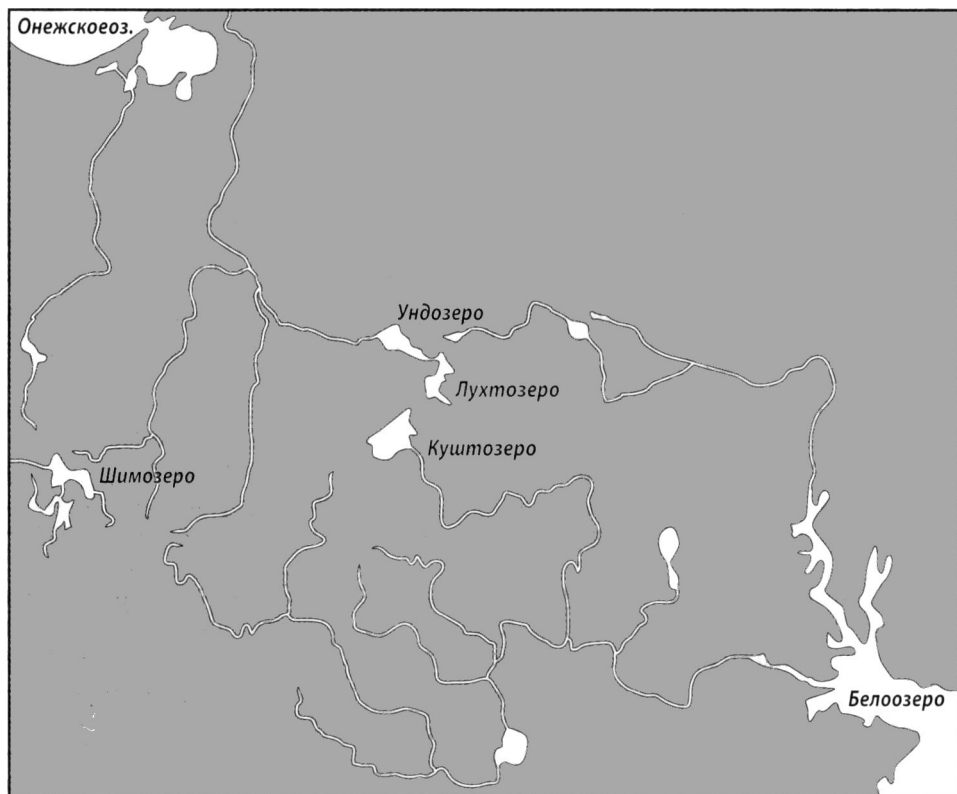 Онежскоеоз.
Ундозеро
Лухтозеро
Куштозеро
Шимозеро
Белоозеро